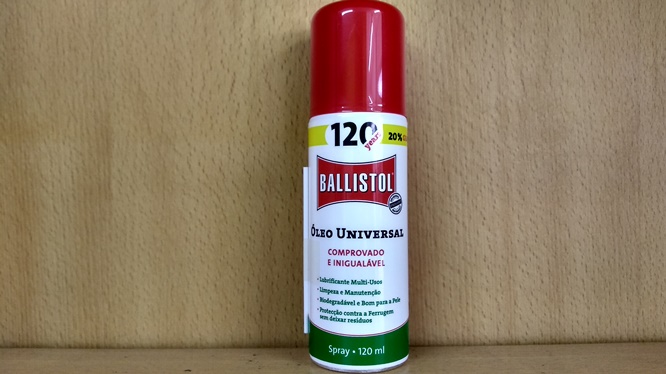 120
years
20%
BALLISTOL
ÓLEO UNIVERSAL
COMPROVADO
E INIGUALÁVEL
• Lubrificante Multi-Usos
• Limpeza e Manutenção
• Biodegradável e Bom para a Pele
• Protecção contra a Ferrugem
sem deixar resíduos
Spray • 120 ml